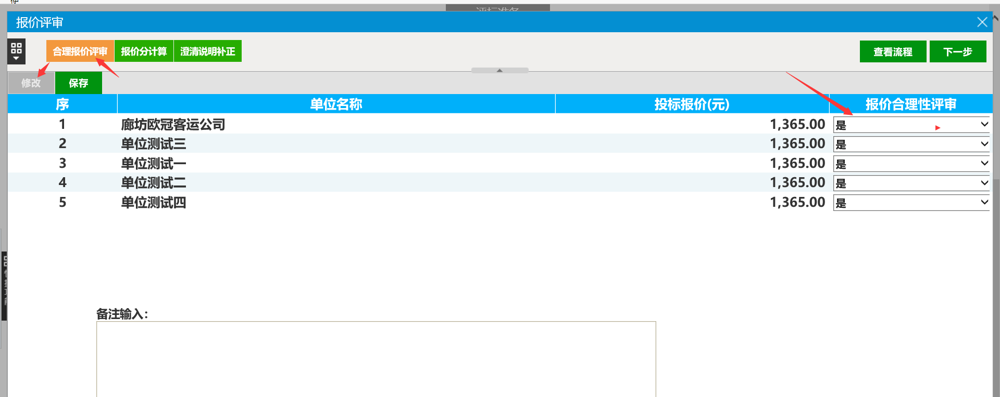 评标准备
报价评审
合理报价评审 报价分计算 澄清说明补正 查看流程 下一步
修改 保存
序 单位名称 投标报价(元) 报价合理性评审
1 廊坊欧冠客运公司 1,365.00 是
2 单位测试三 1,365.00 是
3 单位测试一 1,365.00 是
4 单位测试二 1,365.00 是
5 单位测试四 1,365.00 是
备注输入：